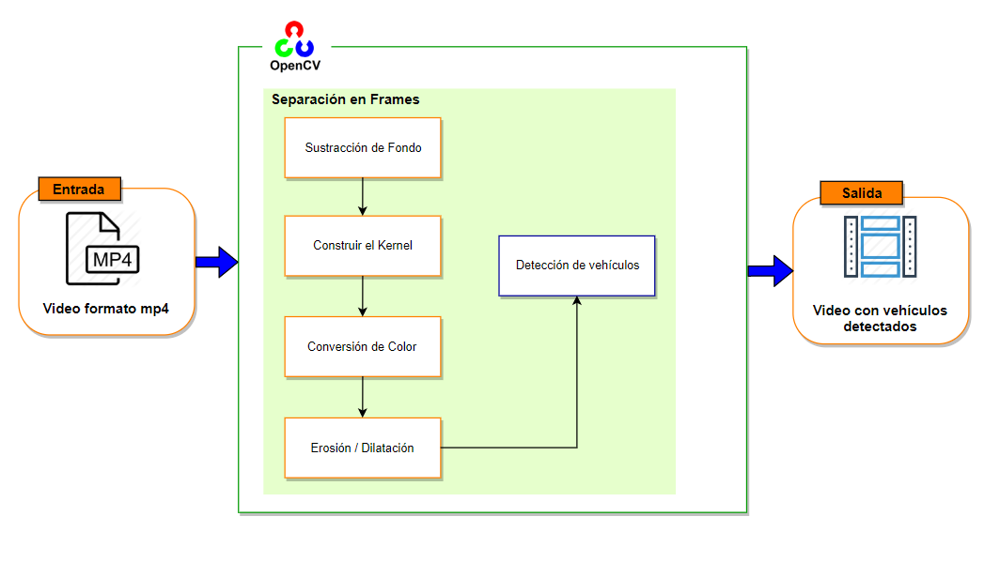 OpenCV
Separación en Frames
Sustracción de Fondo
Construir el Kernel
Conversión de Color
Erosión / Dilatación
Detección de vehículos
Entrada
MP4
Video formato mp4
Salida
Video con vehículos
detectados